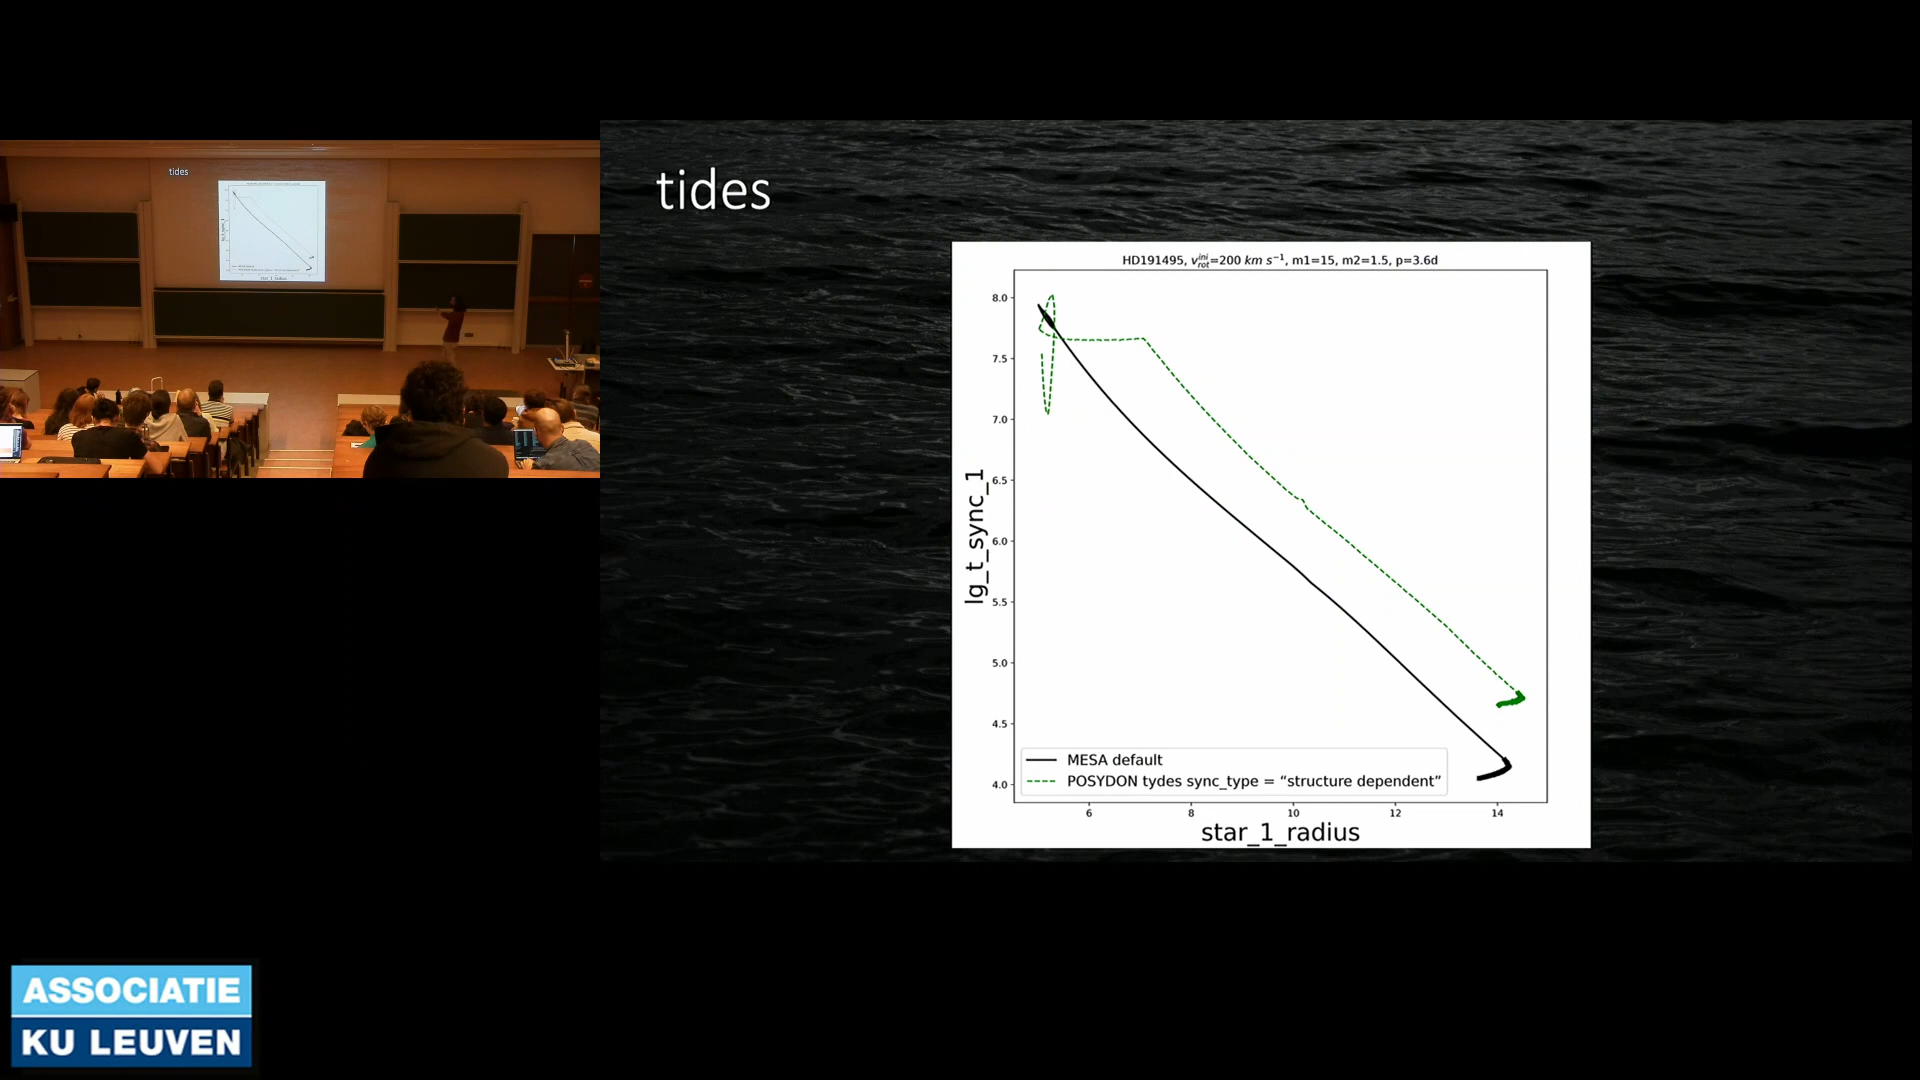 tides
tides
HD191495, v_rot^ini=200 km s⁻¹, m1=15, m2=1.5, p=3.6d
8.0
7.5
7.0
6.5
6.0
5.5
5.0
4.5
4.0
lg_t_sync_1
MESA default
POSYDON tydes sync_type = “structure dependent”
6 8 10 12 14
star_1_radius
star_1_radius
ASSOCIATIE
KU LEUVEN